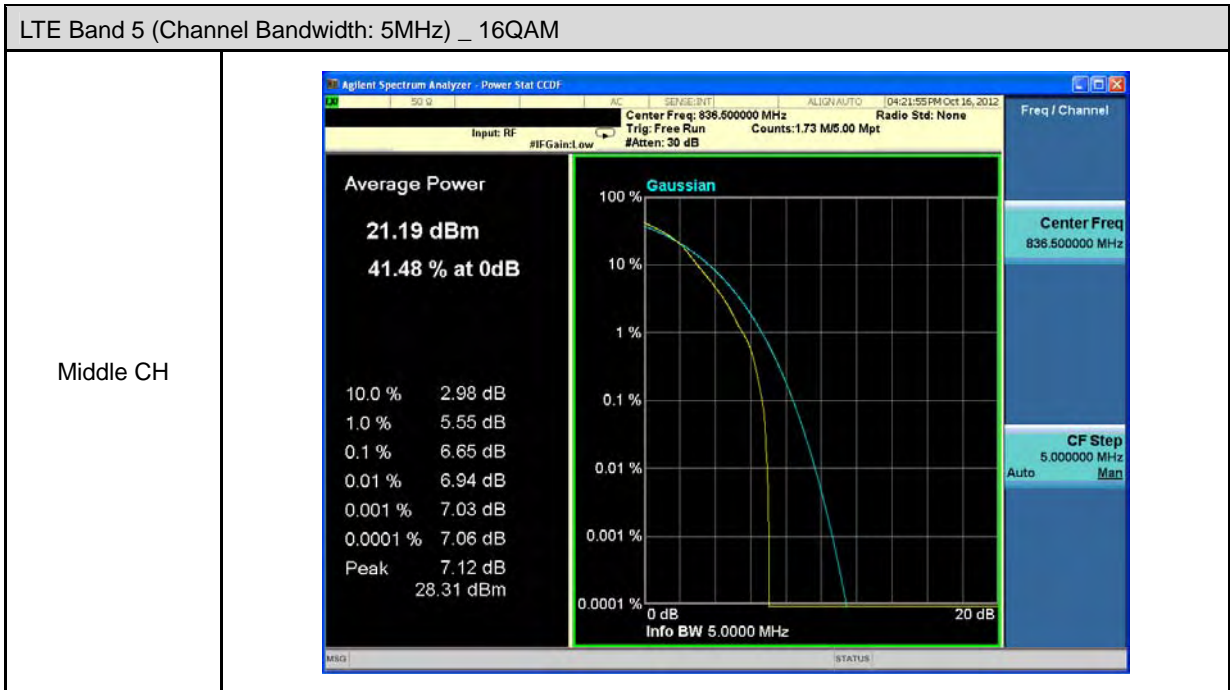 LTE Band 5 (Channel Bandwidth: 5MHz) _ 16QAM
Middle CH
Agilent Spectrum Analyzer - Power Stat CCDF
50 Ω AC SENSE:INT ALIGN AUTO 04:21:55 PM Oct 16, 2012
Center Freq: 836.500000 MHz Radio Std: None
Input: RF Trig: Free Run Counts:1.73 M/5.00 Mpt
#IFGain:Low #Atten: 30 dB
Freq / Channel
Center Freq
836.500000 MHz
CF Step
5.000000 MHz
Auto Man
Average Power
21.19 dBm
41.48 % at 0dB
10.0 % 2.98 dB
1.0 % 5.55 dB
0.1 % 6.65 dB
0.01 % 6.94 dB
0.001 % 7.03 dB
0.0001 % 7.06 dB
Peak 7.12 dB
28.31 dBm
Gaussian
100 %
10 %
1 %
0.1 %
0.01 %
0.001 %
0.0001 %
0 dB 20 dB
Info BW 5.0000 MHz
MSG STATUS